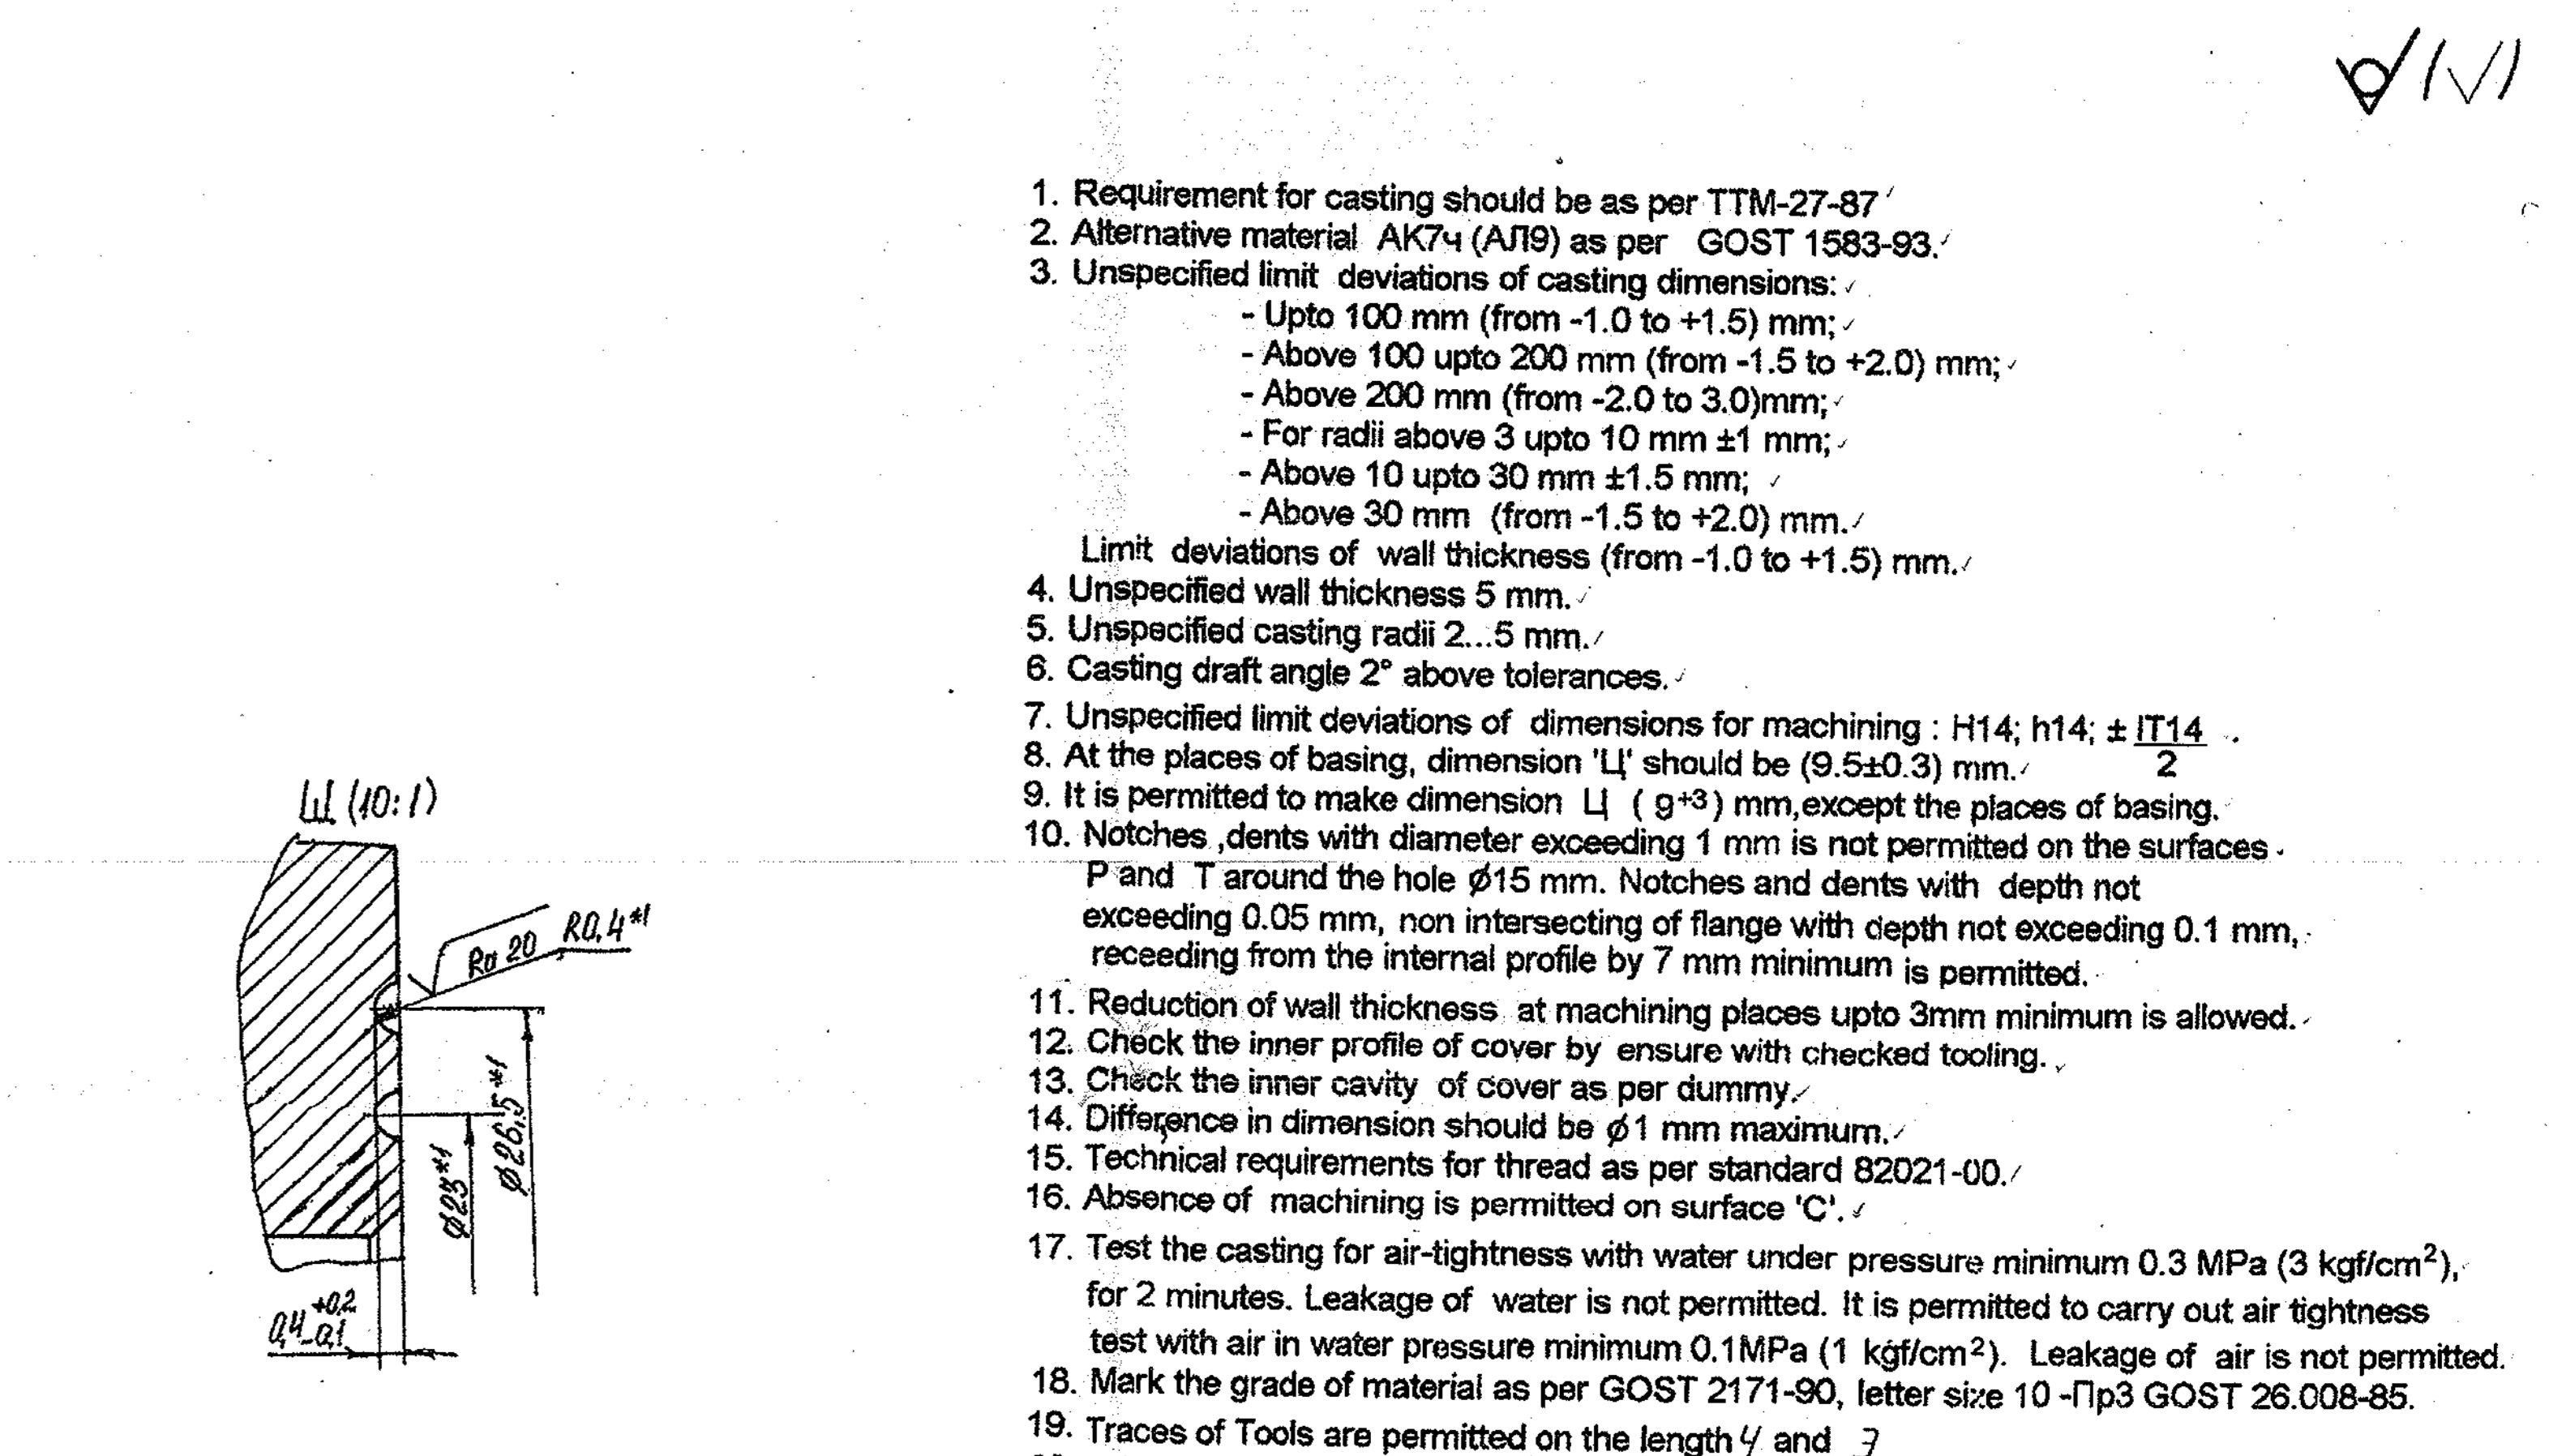 1. Requirement for casting should be as per TTM-27-87
2. Alternative material АК7ч (АЛ9) as per GOST 1583-93.
3. Unspecified limit deviations of casting dimensions:
- Upto 100 mm (from -1.0 to +1.5) mm;
- Above 100 upto 200 mm (from -1.5 to +2.0) mm;
- Above 200 mm (from -2.0 to 3.0)mm;
- For radii above 3 upto 10 mm ±1 mm;
- Above 10 upto 30 mm ±1.5 mm;
- Above 30 mm (from -1.5 to +2.0) mm.
Limit deviations of wall thickness (from -1.0 to +1.5) mm.
4. Unspecified wall thickness 5 mm.
5. Unspecified casting radii 2...5 mm.
6. Casting draft angle 2° above tolerances.
7. Unspecified limit deviations of dimensions for machining : H14; h14; ± IT14
2
8. At the places of basing, dimension 'Ц' should be (9.5±0.3) mm.
9. It is permitted to make dimension Ц ( g+3) mm,except the places of basing.
10. Notches ,dents with diameter exceeding 1 mm is not permitted on the surfaces
P and T around the hole ⌀15 mm. Notches and dents with depth not
exceeding 0.05 mm, non intersecting of flange with depth not exceeding 0.1 mm,
receeding from the internal profile by 7 mm minimum is permitted.
11. Reduction of wall thickness at machining places upto 3mm minimum is allowed.
12. Check the inner profile of cover by ensure with checked tooling.
13. Check the inner cavity of cover as per dummy.
14. Difference in dimension should be ⌀1 mm maximum.
15. Technical requirements for thread as per standard 82021-00.
16. Absence of machining is permitted on surface 'C'.
17. Test the casting for air-tightness with water under pressure minimum 0.3 MPa (3 kgf/cm²),
for 2 minutes. Leakage of water is not permitted. It is permitted to carry out air tightness
test with air in water pressure minimum 0.1MPa (1 kgf/cm²). Leakage of air is not permitted.
18. Mark the grade of material as per GOST 2171-90, letter size 10 -Пр3 GOST 26.008-85.
19. Traces of Tools are permitted on the length 4 and
Ш (10:1)
Ra 20
R0,4*1
⌀26,5*1
⌀23*1
0,4 +0,2 -0,1